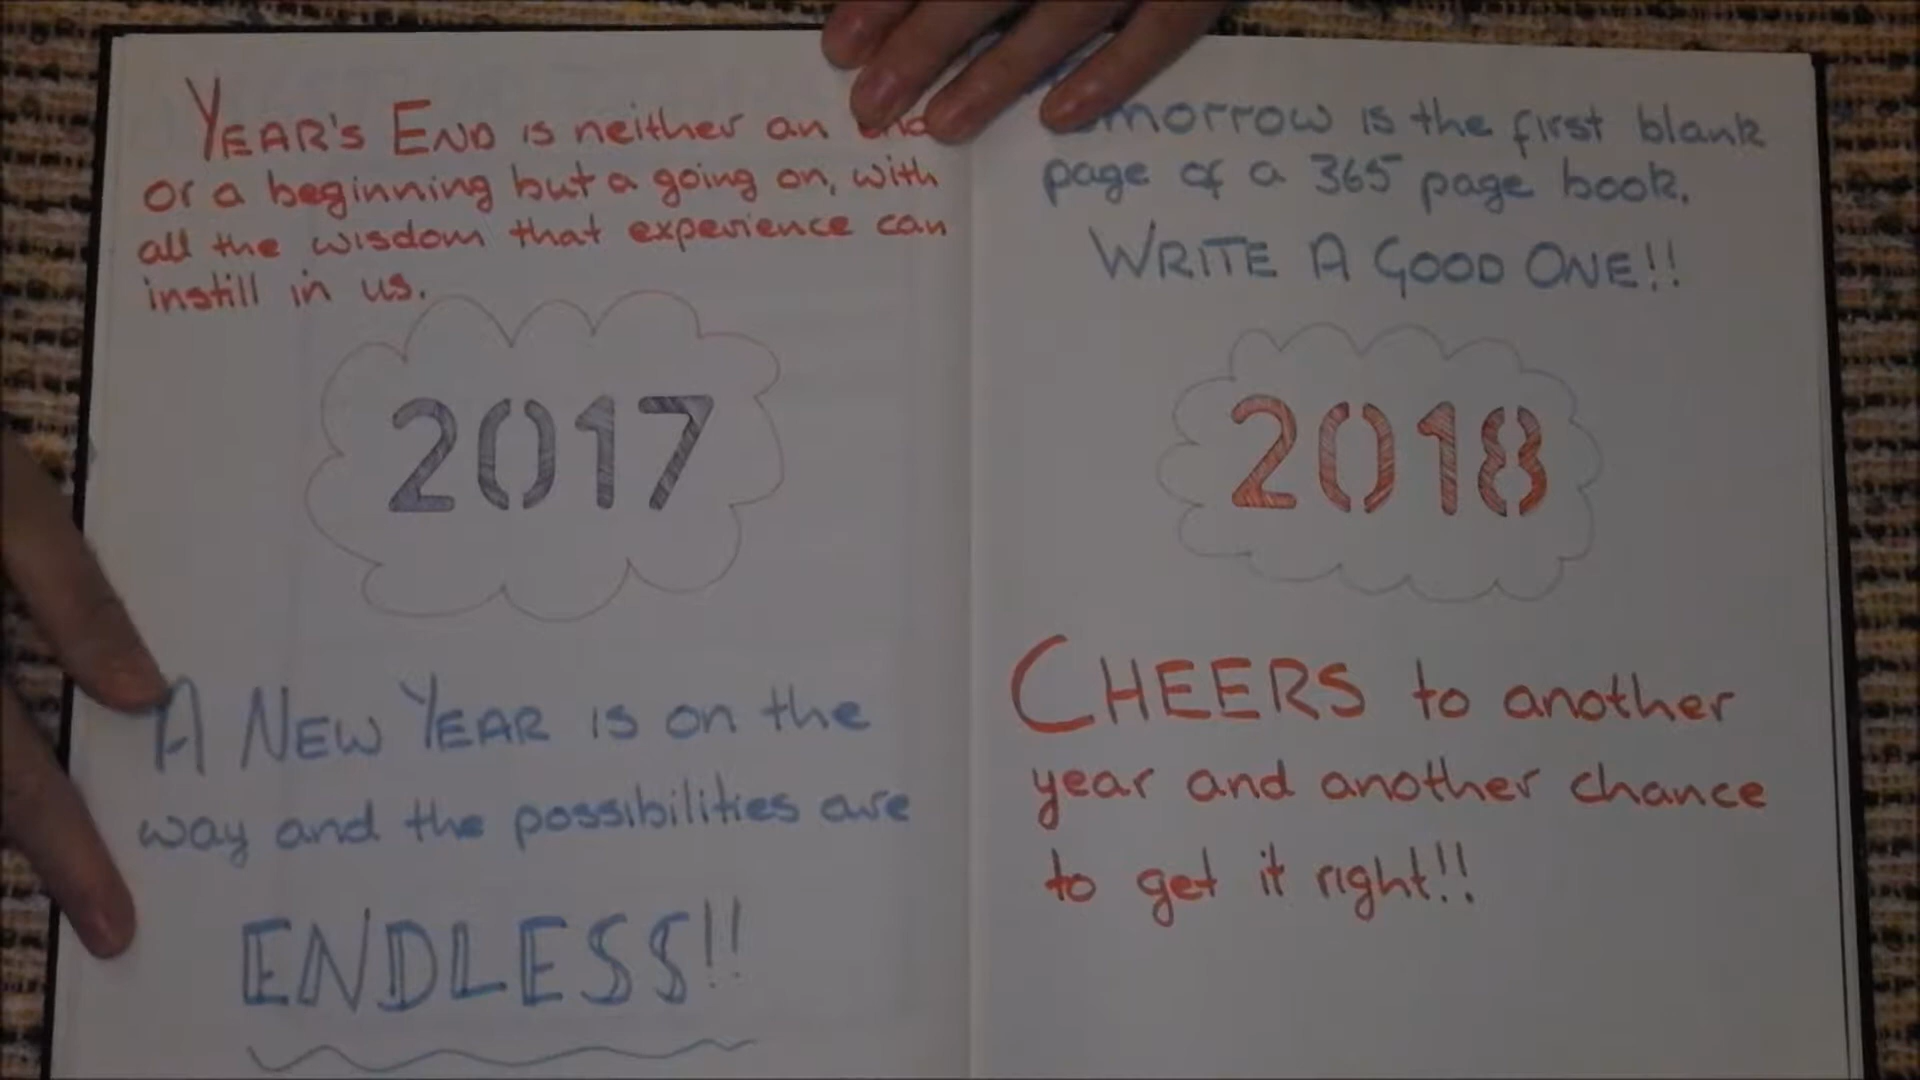 YEAR'S END is neither an end
or a beginning but a going on, with
all the wisdom that experience can
instill in us.
2017
A NEW YEAR is on the
way and the possibilities are
ENDLESS!!
morrow is the first blank
page of a 365 page book.
WRITE A GOOD ONE!!
2018
CHEERS to another
year and another chance
to get it right!!